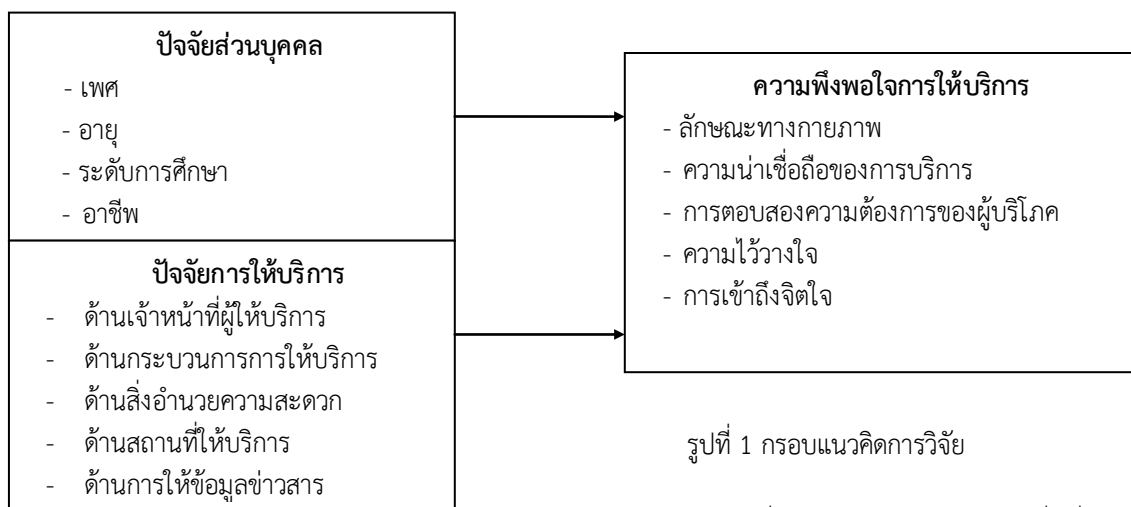 ปัจจัยส่วนบุคคล
- เพศ
- อายุ
- ระดับการศึกษา
- อาชีพ
ปัจจัยการให้บริการ
- ด้านเจ้าหน้าที่ผู้ให้บริการ
- ด้านกระบวนการการให้บริการ
- ด้านสิ่งอำนวยความสะดวก
- ด้านสถานที่ให้บริการ
- ด้านการให้ข้อมูลข่าวสาร
ความพึงพอใจการให้บริการ
- ลักษณะทางกายภาพ
- ความน่าเชื่อถือของการบริการ
- การตอบสองความต้องการของผู้บริโภค
- ความไว้วางใจ
- การเข้าถึงจิตใจ
รูปที่ 1 กรอบแนวคิดการวิจัย